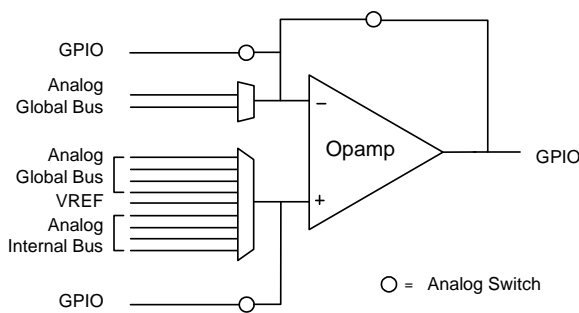 GPIO
Analog
Global Bus
Analog
Global Bus
VREF
Analog
Internal Bus
GPIO
−
Opamp
+
GPIO
= Analog Switch